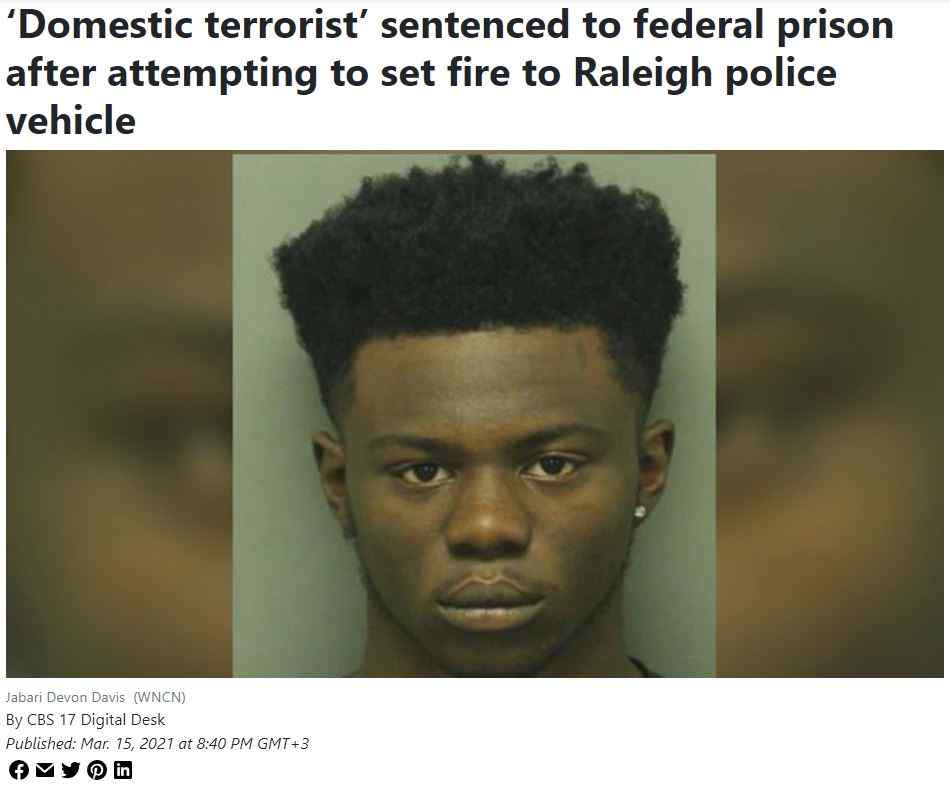 ‘Domestic terrorist’ sentenced to federal prison
after attempting to set fire to Raleigh police
vehicle
Jabari Devon Davis (WNCN)
By CBS 17 Digital Desk
Published: Mar. 15, 2021 at 8:40 PM GMT+3